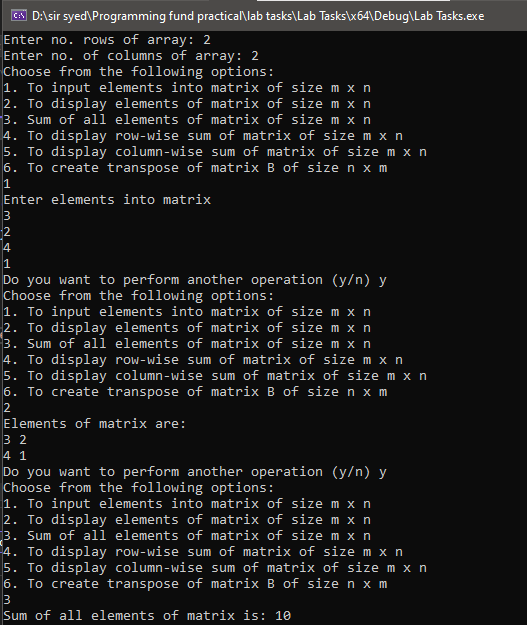 D:\sir syed\Programming fund practical\lab tasks\Lab Tasks\x64\Debug\Lab Tasks.exe
Enter no. rows of array: 2
Enter no. of columns of array: 2
Choose from the following options:
1. To input elements into matrix of size m x n
2. To display elements of matrix of size m x n
3. Sum of all elements of matrix of size m x n
4. To display row-wise sum of matrix of size m x n
5. To display column-wise sum of matrix of size m x n
6. To create transpose of matrix B of size n x m
1
Enter elements into matrix
3
2
4
1
Do you want to perform another operation (y/n) y
Choose from the following options:
1. To input elements into matrix of size m x n
2. To display elements of matrix of size m x n
3. Sum of all elements of matrix of size m x n
4. To display row-wise sum of matrix of size m x n
5. To display column-wise sum of matrix of size m x n
6. To create transpose of matrix B of size n x m
2
Elements of matrix are:
3 2
4 1
Do you want to perform another operation (y/n) y
Choose from the following options:
1. To input elements into matrix of size m x n
2. To display elements of matrix of size m x n
3. Sum of all elements of matrix of size m x n
4. To display row-wise sum of matrix of size m x n
5. To display column-wise sum of matrix of size m x n
6. To create transpose of matrix B of size n x m
3
Sum of all elements of matrix is: 10